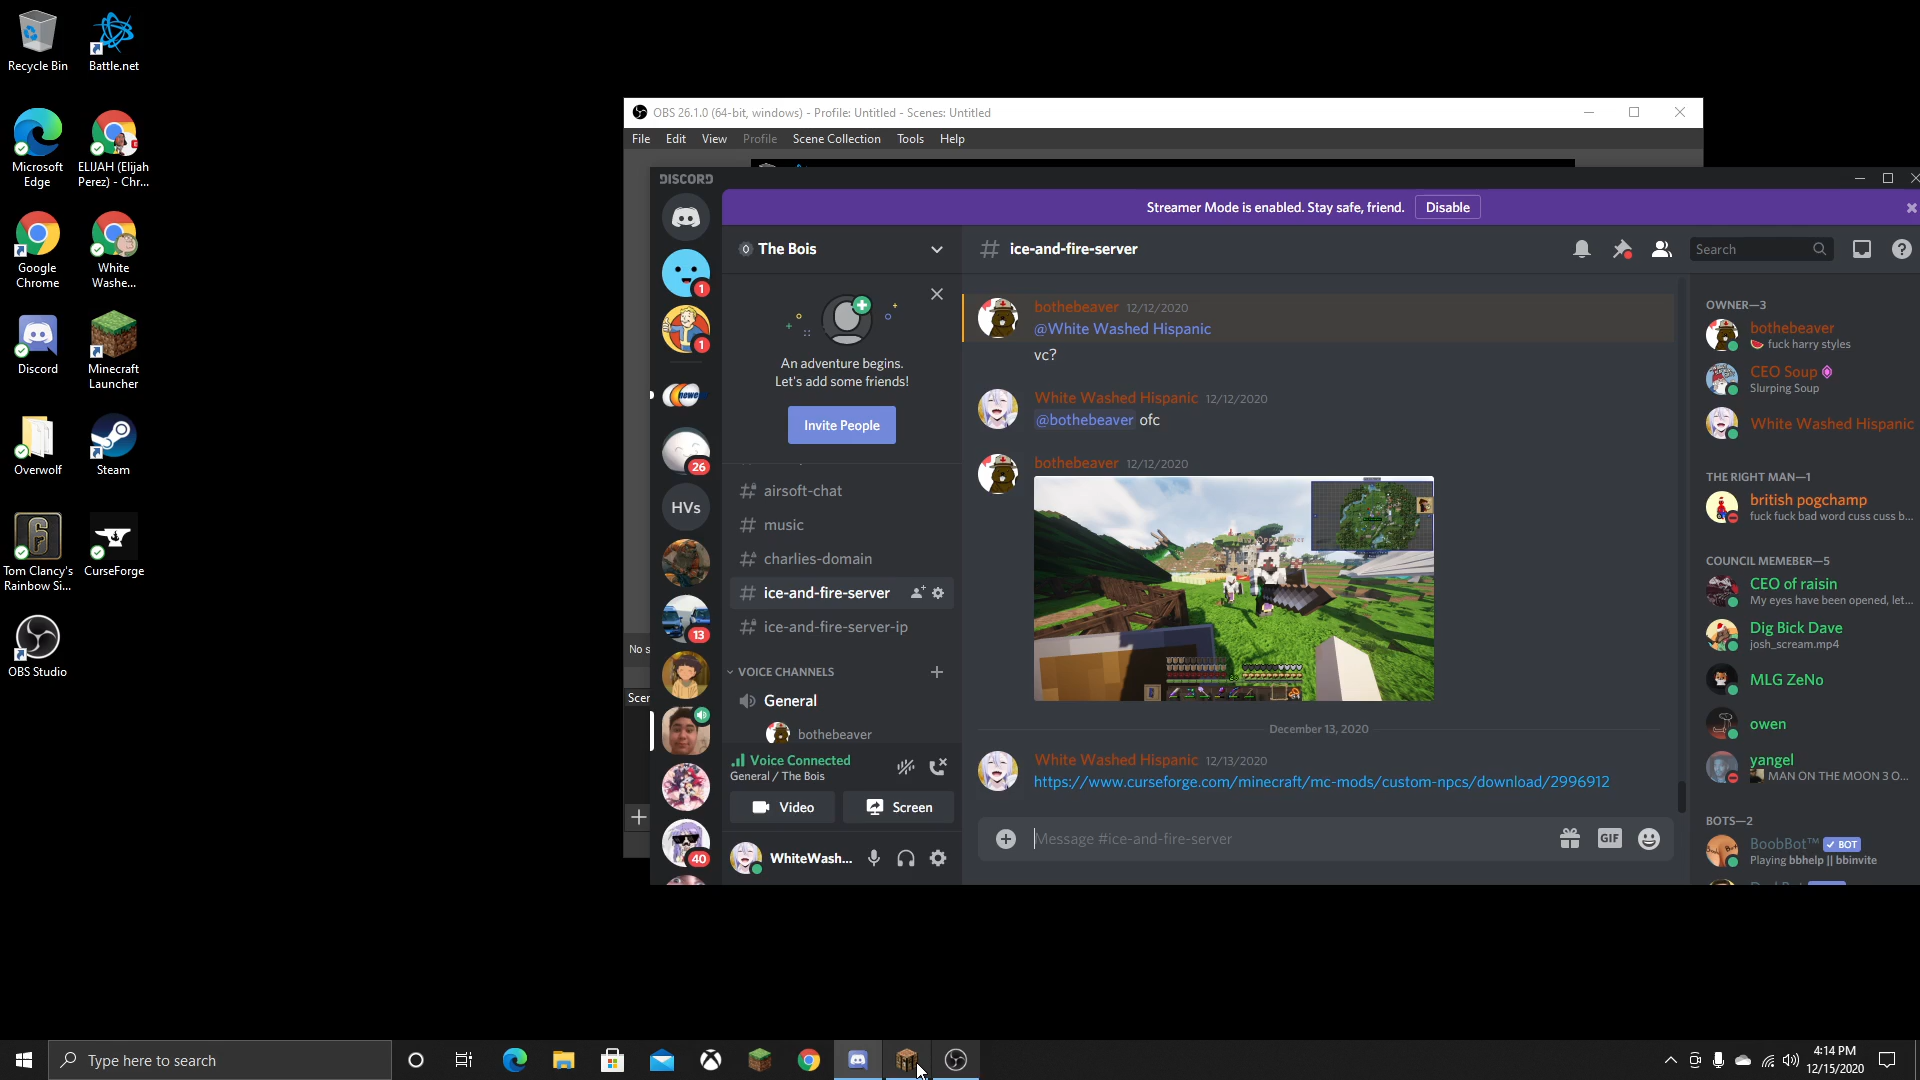 Recycle Bin
Battle.net
Microsoft
Edge
ELIJAH (Elijah
Perez) - Chr...
Google
Chrome
White
Washe...
Discord
Minecraft
Launcher
Overwolf
Steam
Tom Clancy's
Rainbow Si...
CurseForge
OBS Studio
OBS 26.1.0 (64-bit, windows) - Profile: Untitled - Scenes: Untitled
File Edit View Profile Scene Collection Tools Help
No s
Scer
DISCORD
Streamer Mode is enabled. Stay safe, friend. Disable
1
1
26
HVs
13
40
The Bois
An adventure begins.
Let's add some friends!
Invite People
airsoft-chat
music
charlies-domain
ice-and-fire-server
ice-and-fire-server-ip
VOICE CHANNELS
General
bothebeaver
Voice Connected
General / The Bois
Video
Screen
WhiteWash...
ice-and-fire-server
Search
bothebeaver 12/12/2020
@White Washed Hispanic
vc?
White Washed Hispanic 12/12/2020
@bothebeaver ofc
bothebeaver 12/12/2020
December 13, 2020
White Washed Hispanic 12/13/2020
https://www.curseforge.com/minecraft/mc-mods/custom-npcs/download/2996912
Message #ice-and-fire-server
GIF
OWNER—3
bothebeaver
fuck harry styles
CEO Soup
Slurping Soup
White Washed Hispanic
THE RIGHT MAN—1
british pogchamp
fuck fuck bad word cuss cuss b...
COUNCIL MEMEBER—5
CEO of raisin
My eyes have been opened, let...
Dig Bick Dave
josh_scream.mp4
MLG ZeNo
owen
yangel
MAN ON THE MOON 3 O...
BOTS—2
BoobBot™ BOT
Playing bbhelp || bbinvite
Type here to search
4:14 PM
12/15/2020